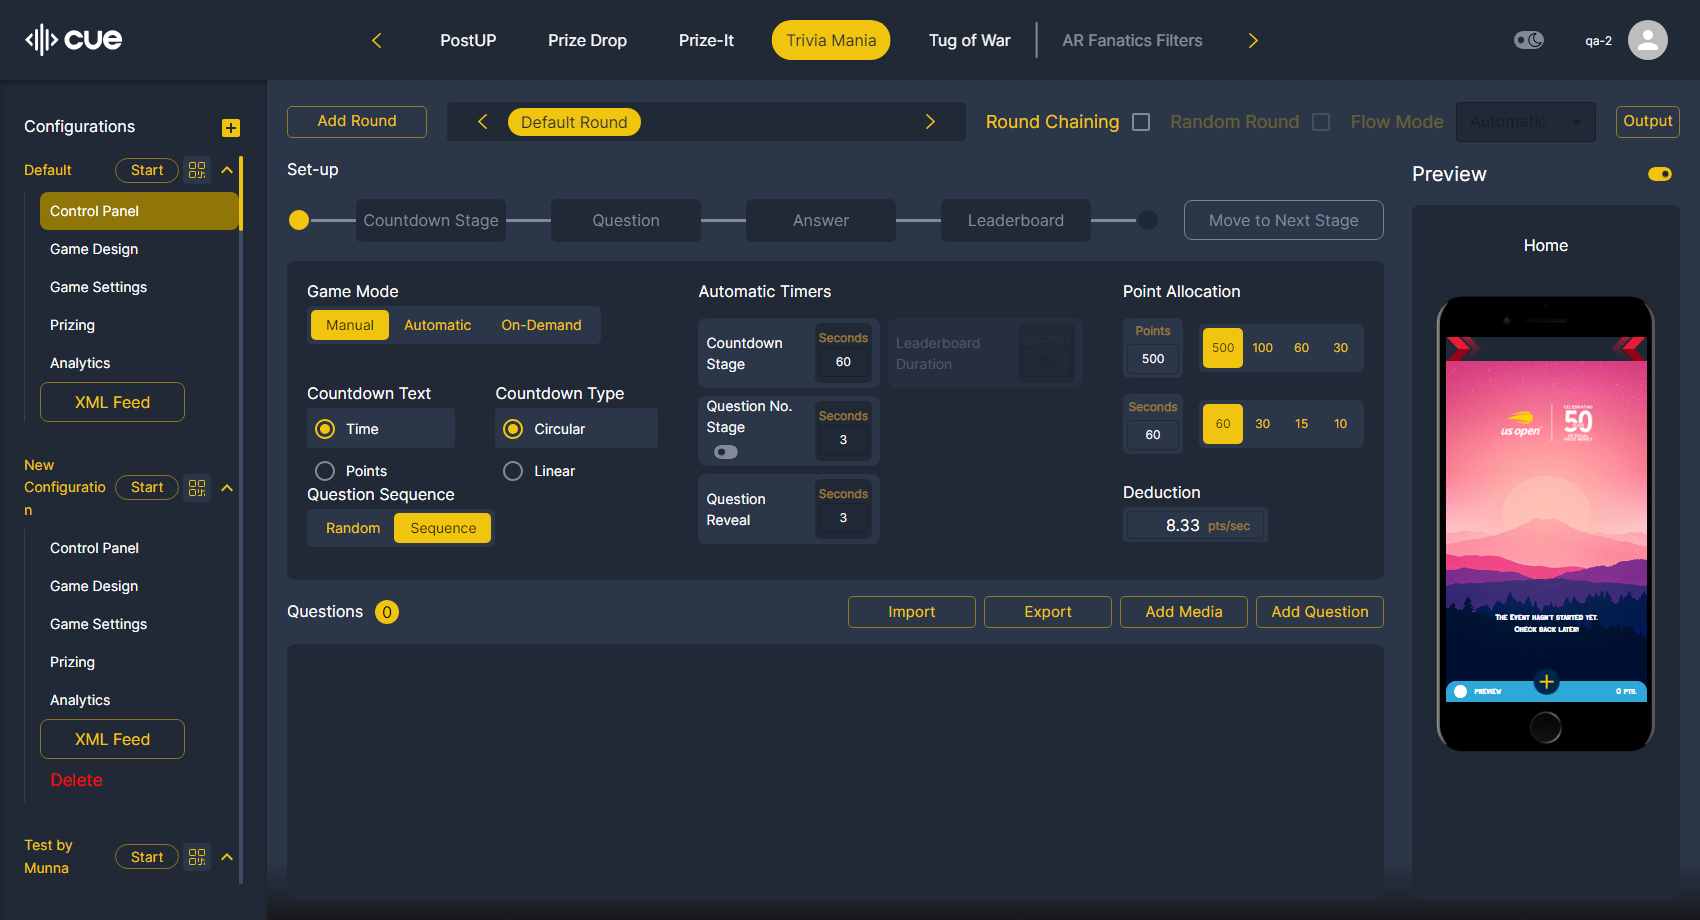 cue
PostUP
Prize Drop
Prize-It
Trivia Mania
Tug of War
AR Fanatics Filters
qa-2
Configurations
Default
Start
Control Panel
Game Design
Game Settings
Prizing
Analytics
XML Feed
New
Configuratio
n
Start
Control Panel
Game Design
Game Settings
Prizing
Analytics
XML Feed
Delete
Test by
Munna
Start
Add Round
Default Round
Round Chaining
Random Round
Flow Mode
Automatic
Output
Set-up
Countdown Stage
Question
Answer
Leaderboard
Move to Next Stage
Game Mode
Manual
Automatic
On-Demand
Countdown Text
Time
Points
Countdown Type
Circular
Linear
Question Sequence
Random
Sequence
Automatic Timers
Countdown
Stage
Seconds
60
Leaderboard
Duration
Seconds
Question No.
Stage
Seconds
3
Question
Reveal
Seconds
3
Point Allocation
Points
500
500 100 60 30
Seconds
60
60 30 15 10
Deduction
8.33 pts/sec
Questions 0
Import
Export
Add Media
Add Question
Preview
Home
us open
CELEBRATING
50
The Event hasn't started yet.
Check back later!
PREVIEW
0 PTS.